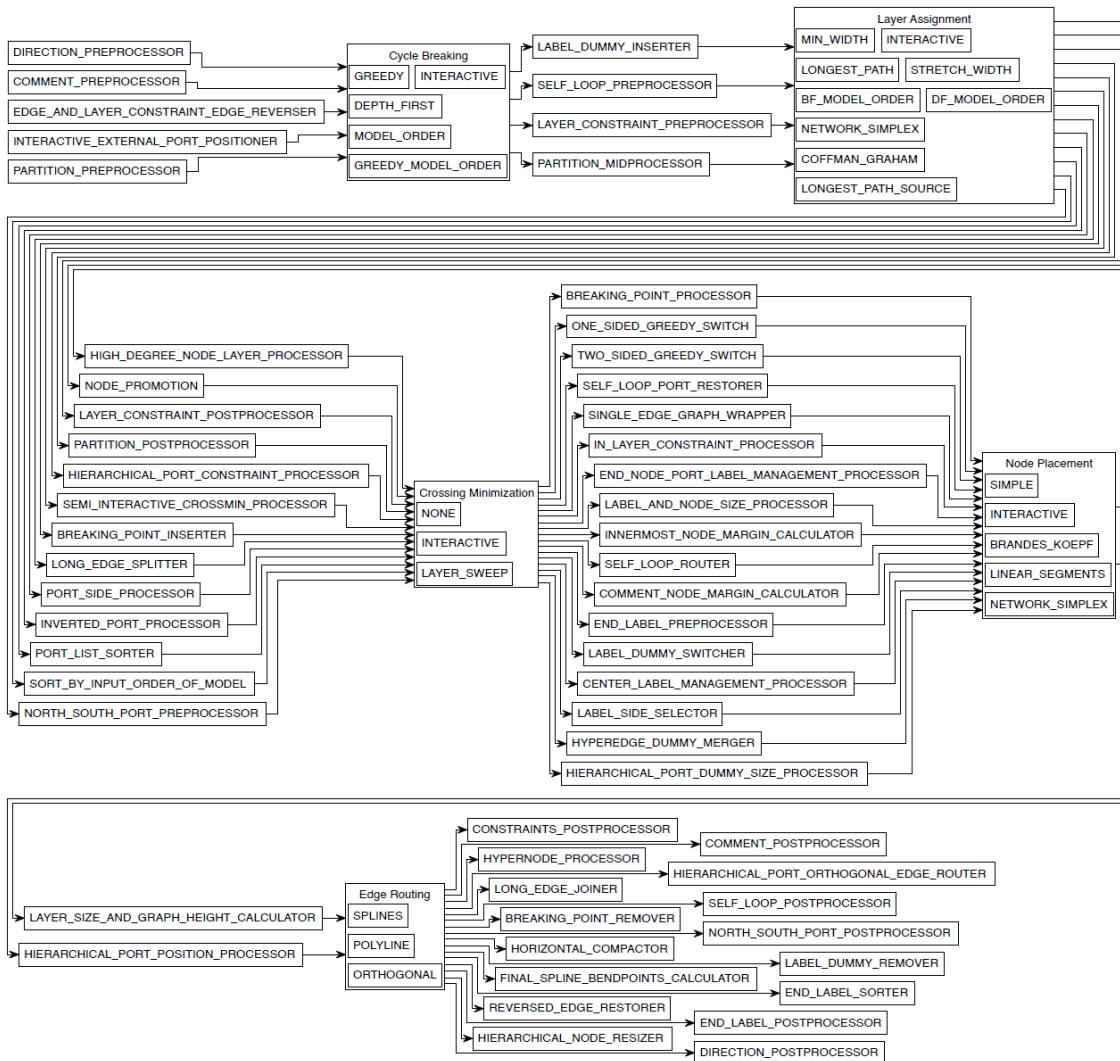 DIRECTION_PREPROCESSOR
COMMENT_PREPROCESSOR
EDGE_AND_LAYER_CONSTRAINT_EDGE_REVERSER
INTERACTIVE_EXTERNAL_PORT_POSITIONER
PARTITION_PREPROCESSOR
Cycle Breaking
GREEDY INTERACTIVE
DEPTH_FIRST
MODEL_ORDER
GREEDY_MODEL_ORDER
LABEL_DUMMY_INSERTER
SELF_LOOP_PREPROCESSOR
LAYER_CONSTRAINT_PREPROCESSOR
PARTITION_MIDPROCESSOR
Layer Assignment
MIN_WIDTH INTERACTIVE
LONGEST_PATH STRETCH_WIDTH
BF_MODEL_ORDER DF_MODEL_ORDER
NETWORK_SIMPLEX
COFFMAN_GRAHAM
LONGEST_PATH_SOURCE
HIGH_DEGREE_NODE_LAYER_PROCESSOR
NODE_PROMOTION
LAYER_CONSTRAINT_POSTPROCESSOR
PARTITION_POSTPROCESSOR
HIERARCHICAL_PORT_CONSTRAINT_PROCESSOR
SEMI_INTERACTIVE_CROSSMIN_PROCESSOR
BREAKING_POINT_INSERTER
LONG_EDGE_SPLITTER
PORT_SIDE_PROCESSOR
INVERTED_PORT_PROCESSOR
PORT_LIST_SORTER
SORT_BY_INPUT_ORDER_OF_MODEL
NORTH_SOUTH_PORT_PREPROCESSOR
Crossing Minimization
NONE
INTERACTIVE
LAYER_SWEEP
BREAKING_POINT_PROCESSOR
ONE_SIDED_GREEDY_SWITCH
TWO_SIDED_GREEDY_SWITCH
SELF_LOOP_PORT_RESTORER
SINGLE_EDGE_GRAPH_WRAPPER
IN_LAYER_CONSTRAINT_PROCESSOR
END_NODE_PORT_LABEL_MANAGEMENT_PROCESSOR
LABEL_AND_NODE_SIZE_PROCESSOR
INNERMOST_NODE_MARGIN_CALCULATOR
SELF_LOOP_ROUTER
COMMENT_NODE_MARGIN_CALCULATOR
END_LABEL_PREPROCESSOR
LABEL_DUMMY_SWITCHER
CENTER_LABEL_MANAGEMENT_PROCESSOR
LABEL_SIDE_SELECTOR
HYPEREDGE_DUMMY_MERGER
HIERARCHICAL_PORT_DUMMY_SIZE_PROCESSOR
Node Placement
SIMPLE
INTERACTIVE
BRANDES_KOEPF
LINEAR_SEGMENTS
NETWORK_SIMPLEX
LAYER_SIZE_AND_GRAPH_HEIGHT_CALCULATOR
HIERARCHICAL_PORT_POSITION_PROCESSOR
Edge Routing
SPLINES
POLYLINE
ORTHOGONAL
CONSTRAINTS_POSTPROCESSOR
COMMENT_POSTPROCESSOR
HYPERNODE_PROCESSOR
HIERARCHICAL_PORT_ORTHOGONAL_EDGE_ROUTER
LONG_EDGE_JOINER
SELF_LOOP_POSTPROCESSOR
BREAKING_POINT_REMOVER
NORTH_SOUTH_PORT_POSTPROCESSOR
HORIZONTAL_COMPACTOR
LABEL_DUMMY_REMOVER
FINAL_SPLINE_BENDPOINTS_CALCULATOR
END_LABEL_SORTER
REVERSED_EDGE_RESTORER
END_LABEL_POSTPROCESSOR
HIERARCHICAL_NODE_RESIZER
DIRECTION_POSTPROCESSOR